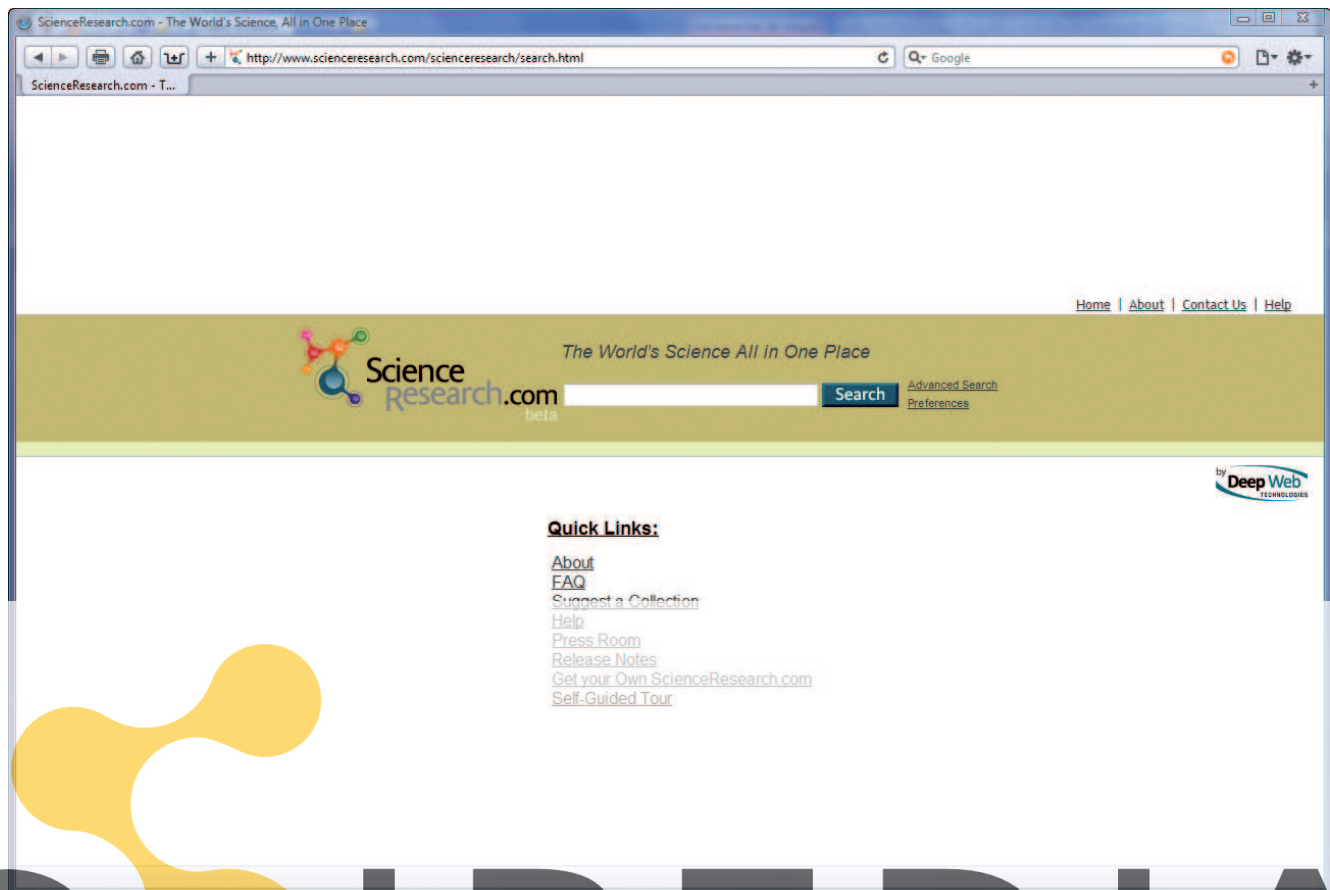 ScienceResearch.com - The World's Science, All in One Place
http://www.scienceresearch.com/scienceresearch/search.html
Google
ScienceResearch.com - T...
Home | About | Contact Us | Help
The World's Science All in One Place
Science
Research.com
beta
Search
Advanced Search
Preferences
by Deep Web
TECHNOLOGIES
Quick Links:
About
FAQ
Suggest a Collection
Help
Press Room
Release Notes
Get your Own ScienceResearch.com
Self-Guided Tour